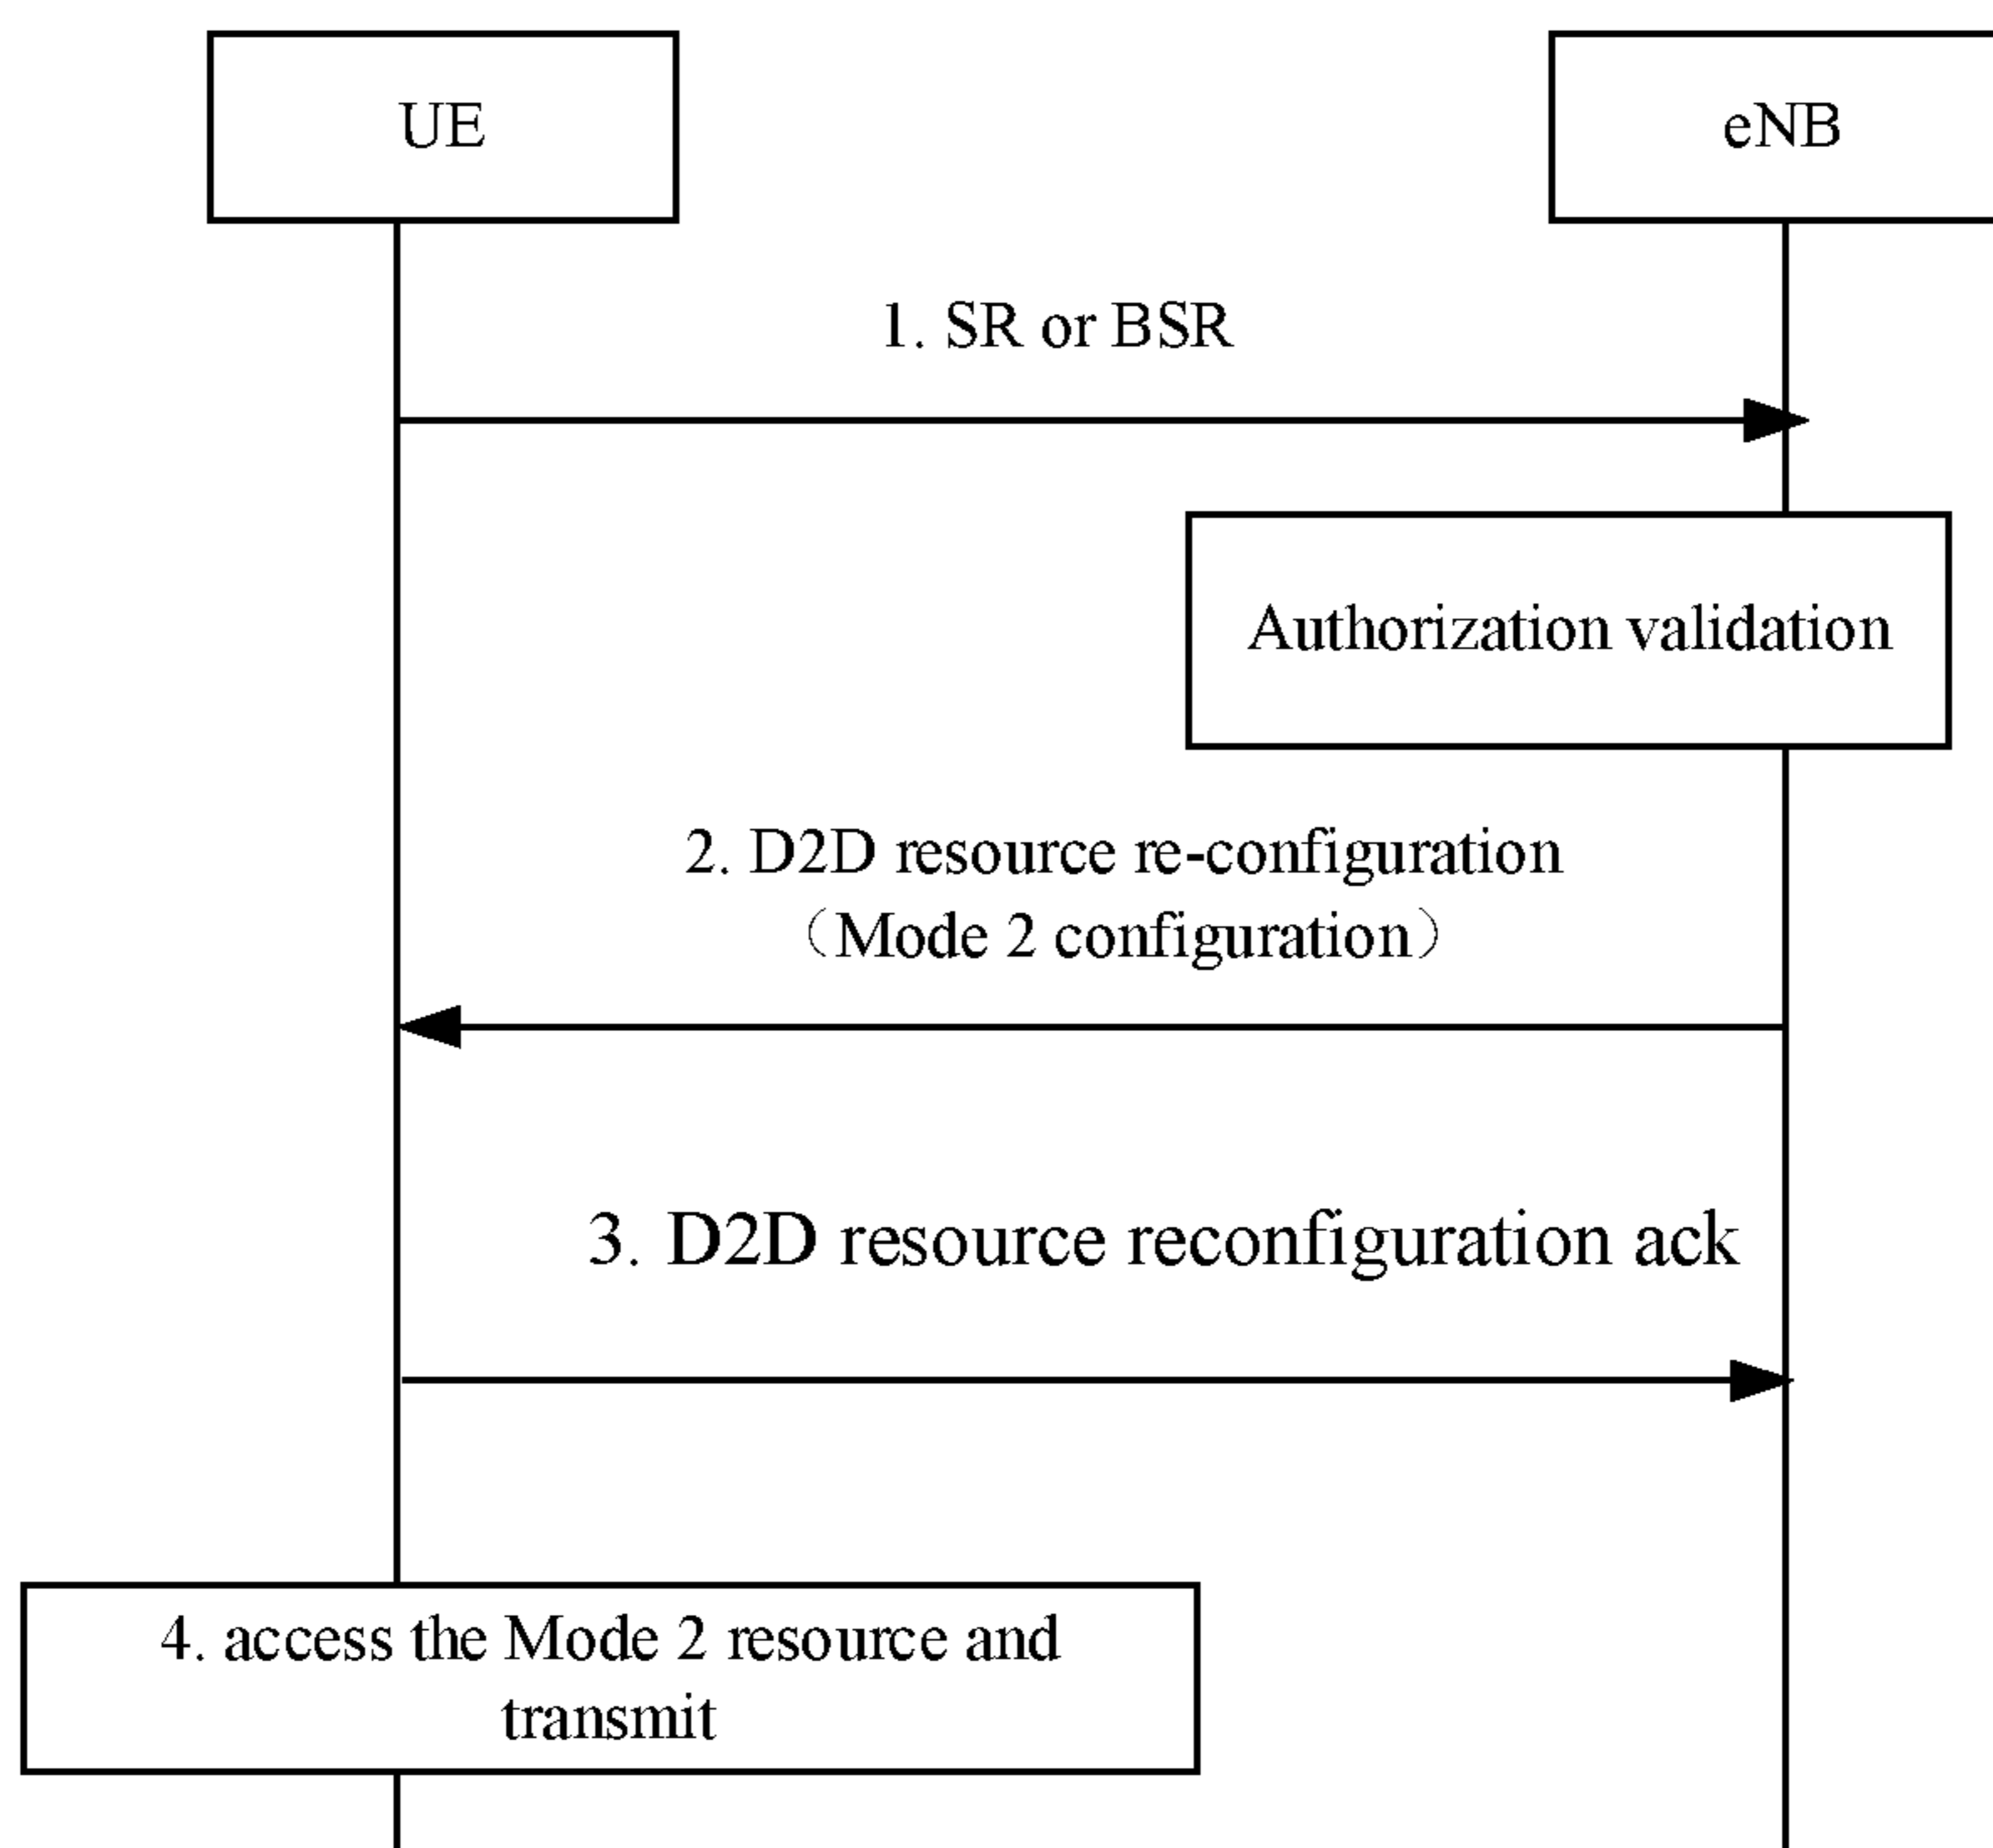 UE
eNB
1. SR or BSR
Authorization validation
2. D2D resource re-configuration
（Mode 2 configuration）
3. D2D resource reconfiguration ack
4. access the Mode 2 resource and
transmit